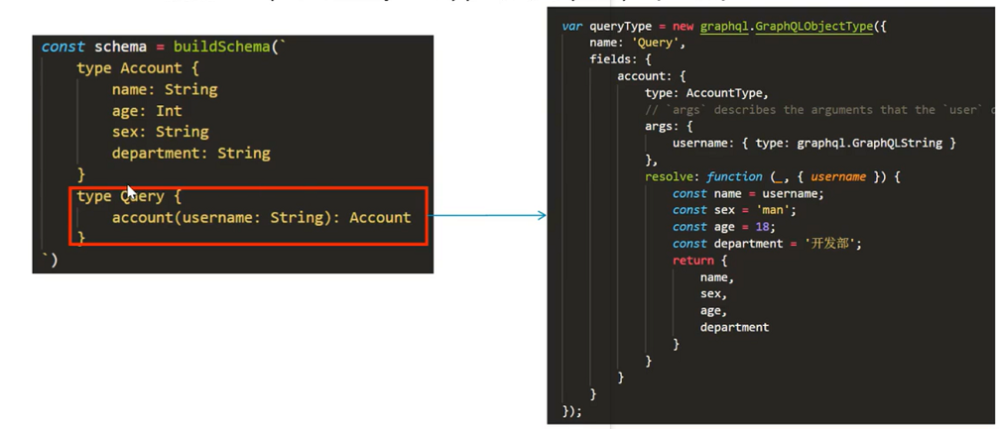 const schema = buildSchema(`
type Account {
name: String
age: Int
sex: String
department: String
}
type Query {
account(username: String): Account
}
`)
var queryType = new graphql.GraphQLObjectType({
name: 'Query',
fields: {
account: {
type: AccountType,
// `args` describes the arguments that the `user`
args: {
username: { type: graphql.GraphQLString }
},
resolve: function (_, { username }) {
const name = username;
const sex = 'man';
const age = 18;
const department = '开发部';
return {
name,
sex,
age,
department
}
}
}
}
});